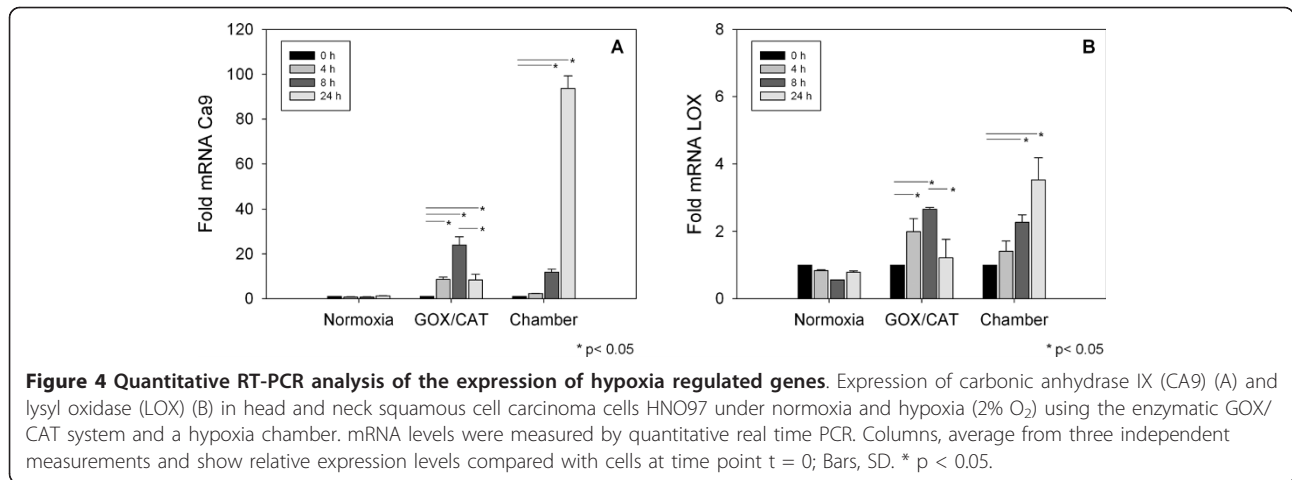 A
Fold mRNA Ca9
120
100
80
60
40
20
0
0 h
4 h
8 h
24 h
* *
* * * *
Normoxia GOX/CAT Chamber
* p< 0.05
B
Fold mRNA LOX
8
6
4
2
0
0 h
4 h
8 h
24 h
* *
* * *
Normoxia GOX/CAT Chamber
* p< 0.05
Figure 4 Quantitative RT-PCR analysis of the expression of hypoxia regulated genes. Expression of carbonic anhydrase IX (CA9) (A) and
lysyl oxidase (LOX) (B) in head and neck squamous cell carcinoma cells HNO97 under normoxia and hypoxia (2% O₂) using the enzymatic GOX/
CAT system and a hypoxia chamber. mRNA levels were measured by quantitative real time PCR. Columns, average from three independent
measurements and show relative expression levels compared with cells at time point t = 0; Bars, SD. * p < 0.05.